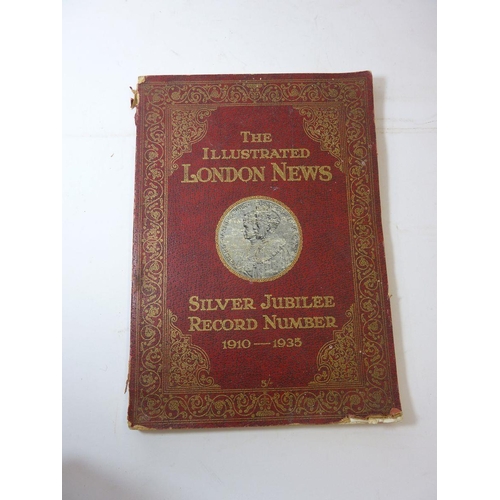 THE
ILLUSTRATED
LONDON NEWS
SILVER JUBILEE
RECORD NUMBER
1910 — 1935
5/-